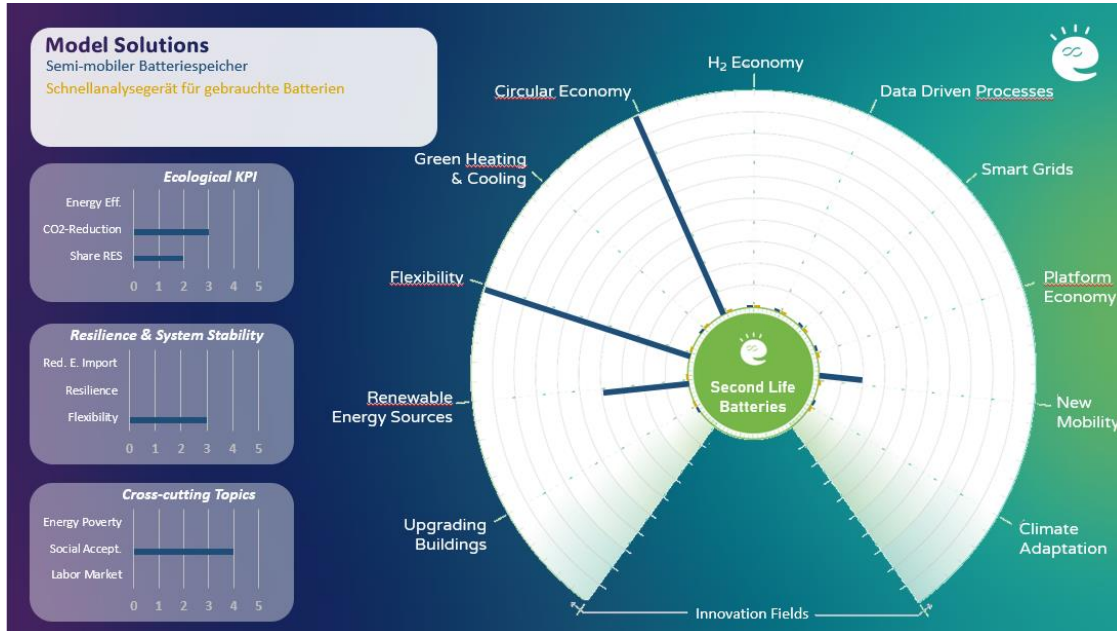 Model Solutions
Semi-mobiler Batteriespeicher
Schnellanalysegerät für gebrauchte Batterien
Ecological KPI
Energy Eff.
CO2-Reduction
Share RES
0 1 2 3 4 5
Resilience & System Stability
Red. E. Import
Resilience
Flexibility
0 1 2 3 4 5
Cross-cutting Topics
Energy Poverty
Social Accept.
Labor Market
0 1 2 3 4 5
H₂ Economy
Circular Economy
Data Driven Processes
Green Heating
& Cooling
Smart Grids
Flexibility
Platform
Economy
Second Life
Batteries
Renewable
Energy Sources
New
Mobility
Upgrading
Buildings
Climate
Adaptation
Innovation Fields